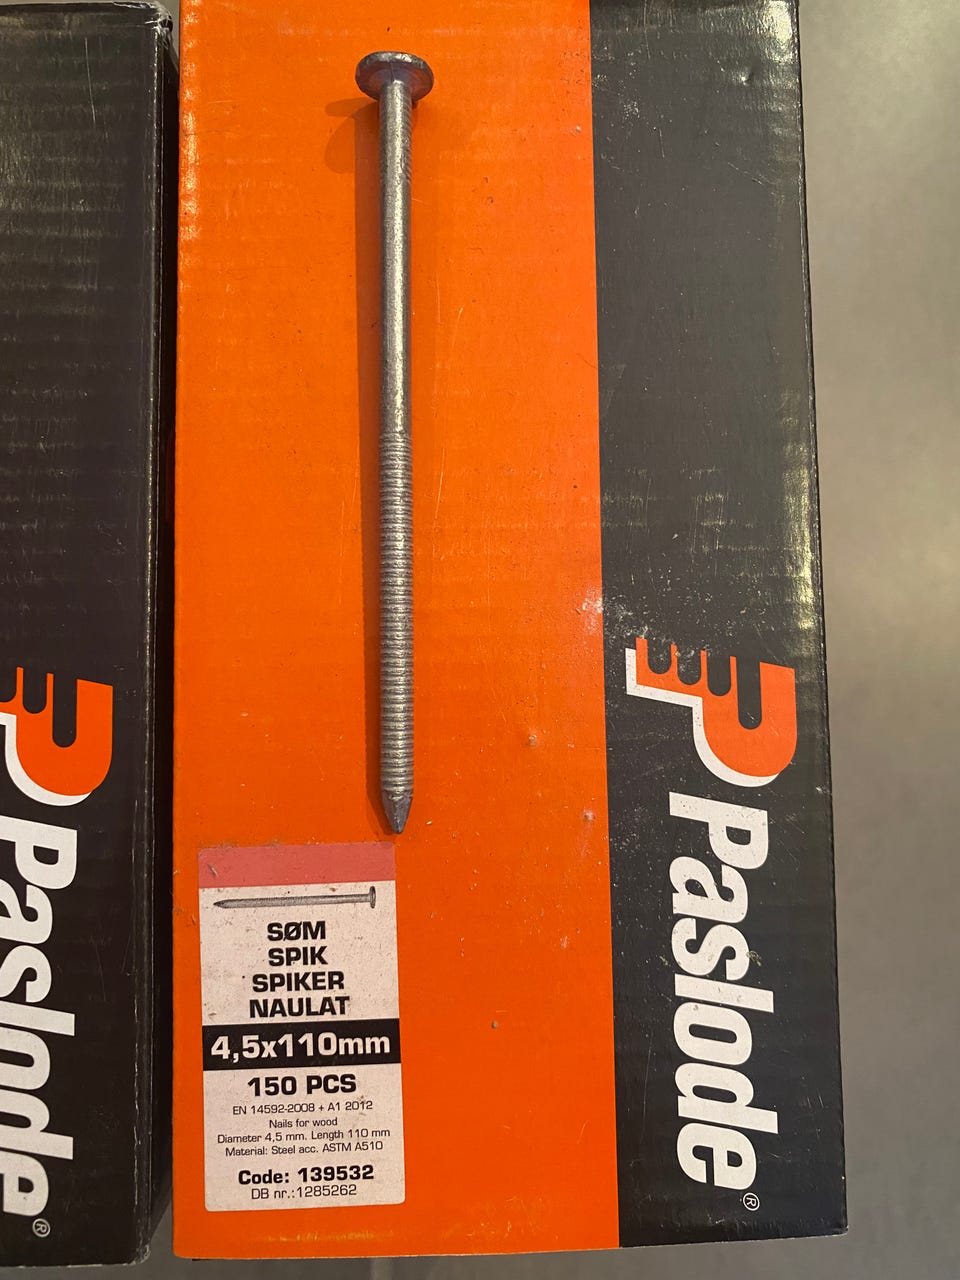 SØM
SPIK
SPIKER
NAULAT
4,5x110mm
150 PCS
EN 14592-2008 + A1 2012
Nails for wood
Diameter 4,5 mm. Length 110 mm
Material: Steel acc. ASTM A510
Code: 139532
DB nr.:1285262
Paslode®
Paslode®